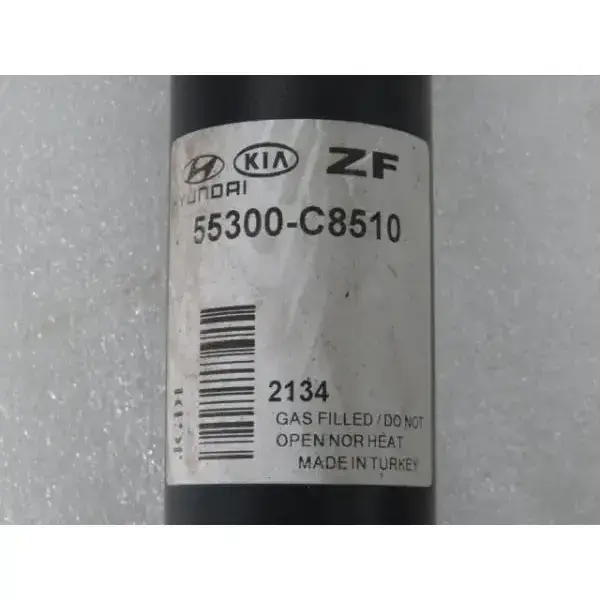 KIA ZF
HYUNDAI
55300-C8510
2134
GAS FILLED / DO NOT
OPEN NOR HEAT
MADE IN TURKEY